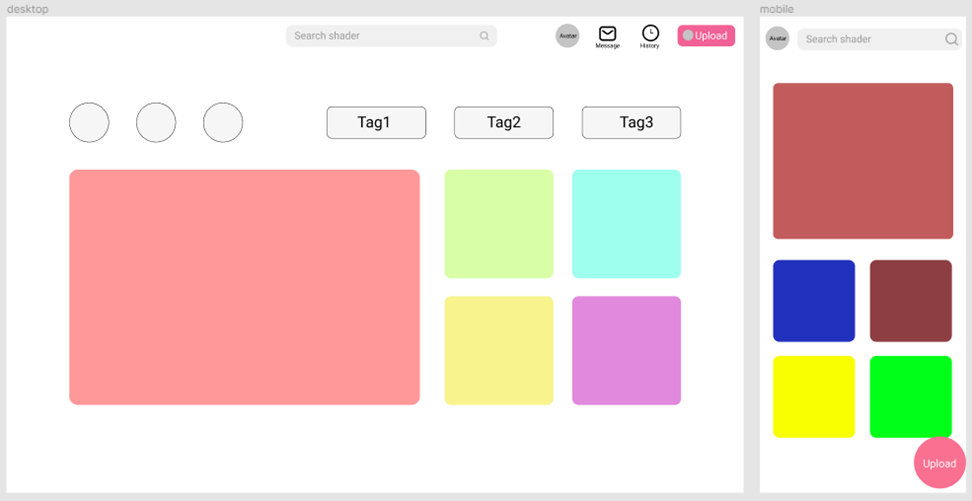 desktop
Search shader
Avatar
Message
History
Upload
Tag1
Tag2
Tag3
mobile
Avatar
Search shader
Upload